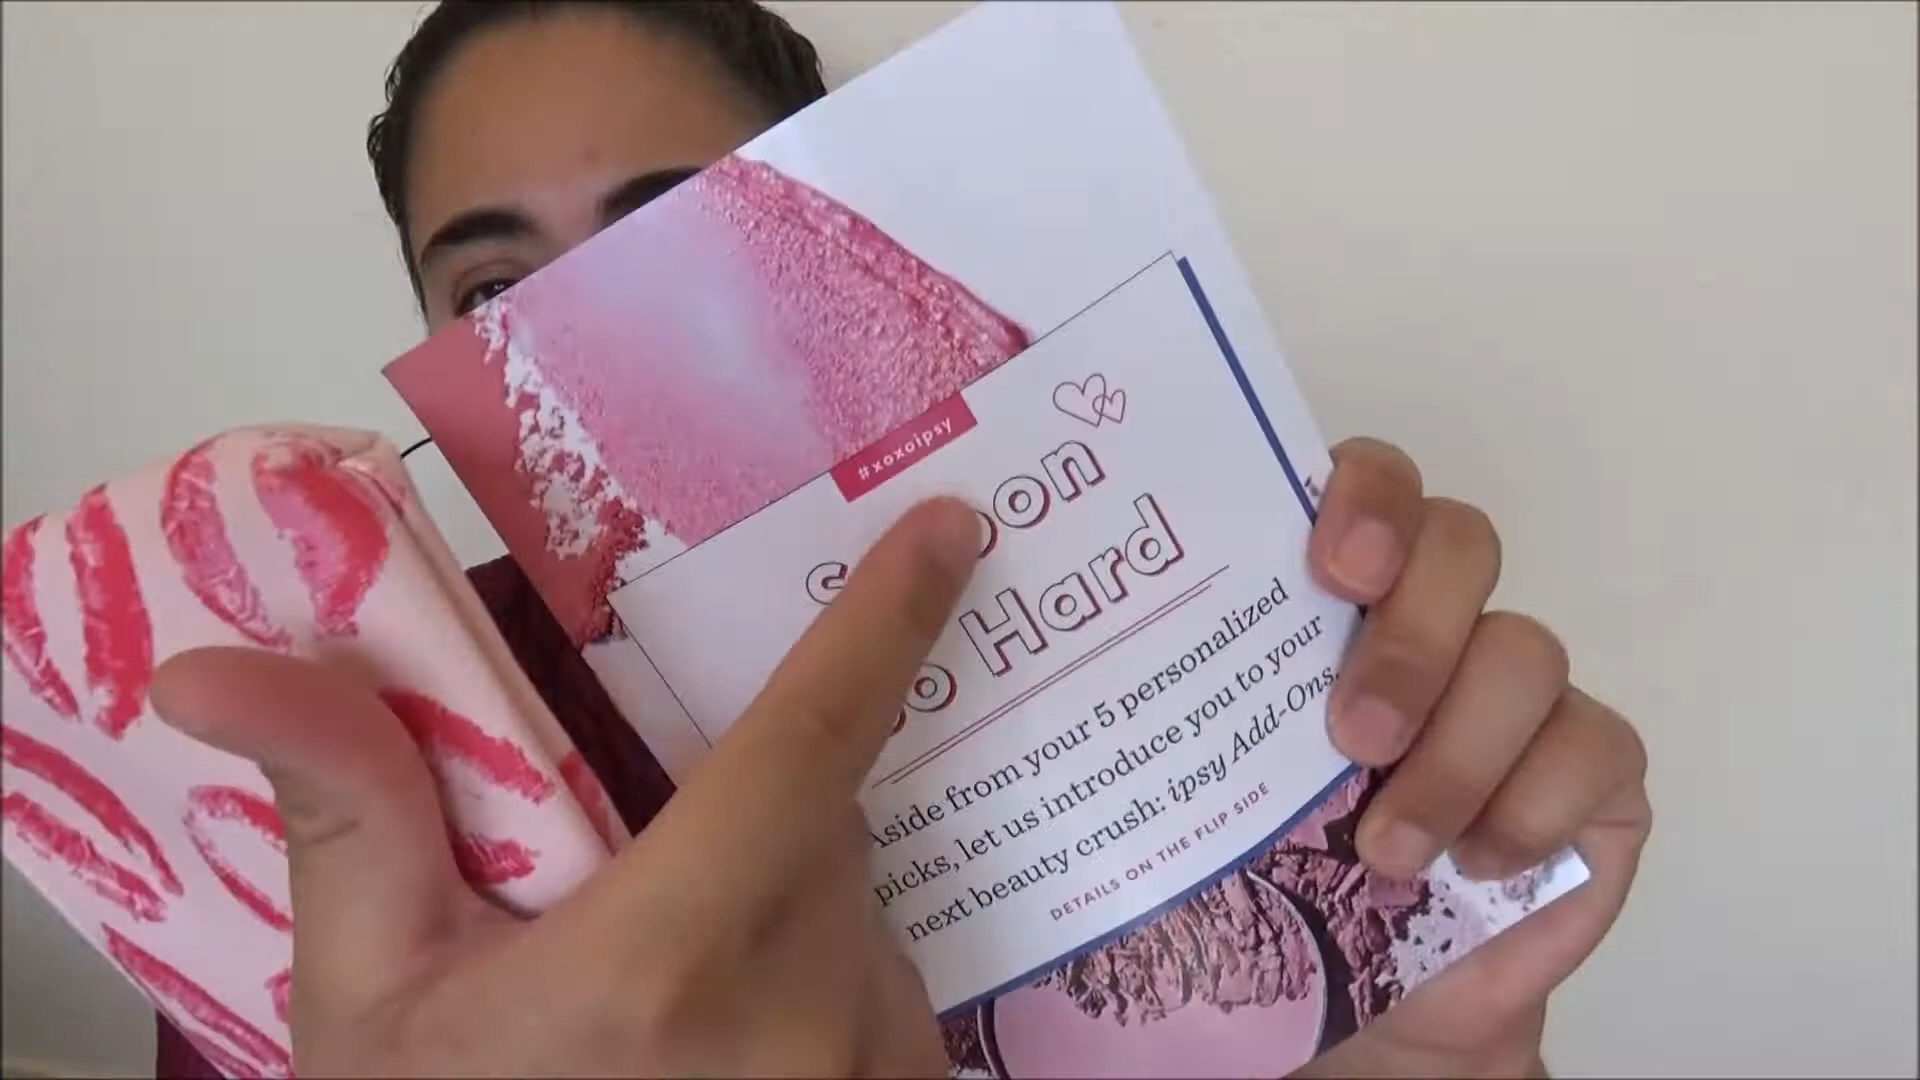 #xoxoipsy
Hard
Aside from your 5 personalized
picks, let us introduce you to your
next beauty crush: ipsy Add-Ons.
DETAILS ON THE FLIP SIDE